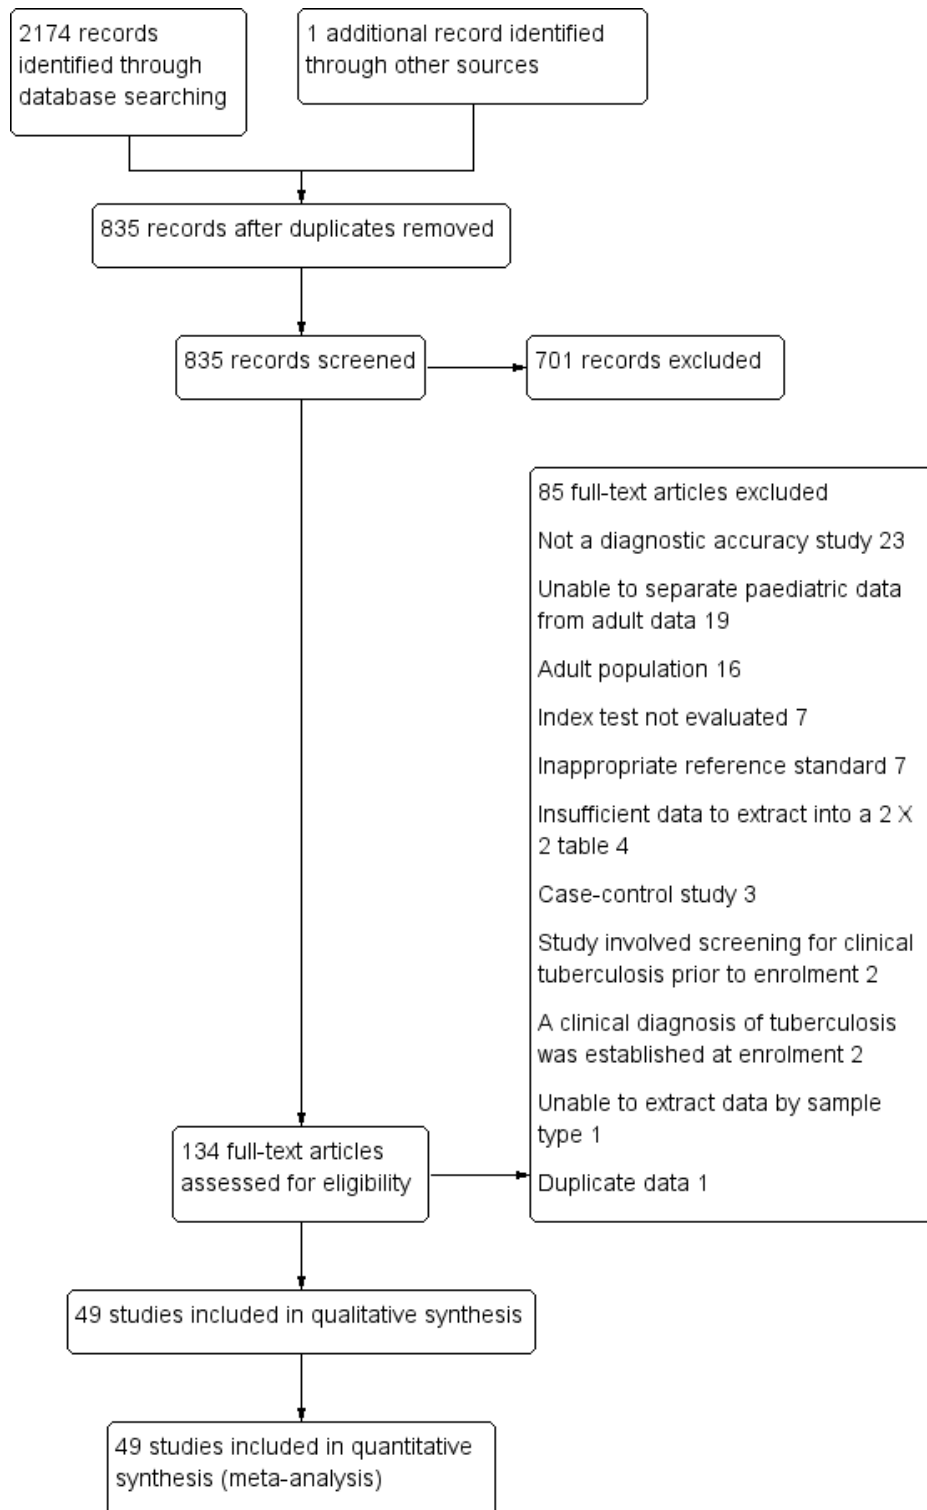 2174 records
identified through
database searching
1 additional record identified
through other sources
835 records after duplicates removed
835 records screened
701 records excluded
85 full-text articles excluded
Not a diagnostic accuracy study 23
Unable to separate paediatric data
from adult data 19
Adult population 16
Index test not evaluated 7
Inappropriate reference standard 7
Insufficient data to extract into a 2 X
2 table 4
Case-control study 3
Study involved screening for clinical
tuberculosis prior to enrolment 2
A clinical diagnosis of tuberculosis
was established at enrolment 2
Unable to extract data by sample
type 1
Duplicate data 1
134 full-text articles
assessed for eligibility
49 studies included in qualitative synthesis
49 studies included in quantitative
synthesis (meta-analysis)